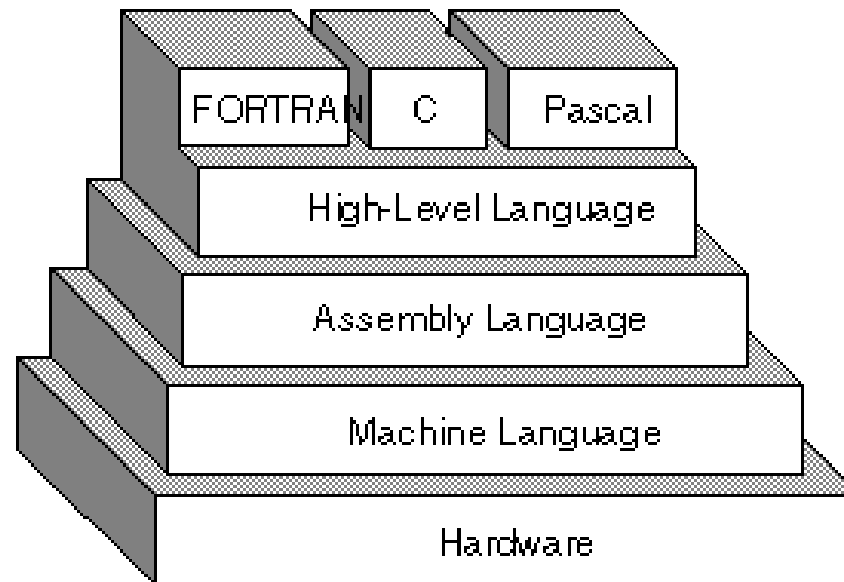 FORTRAN C Pascal
High-Level Language
Assembly Language
Machine Language
Hardware